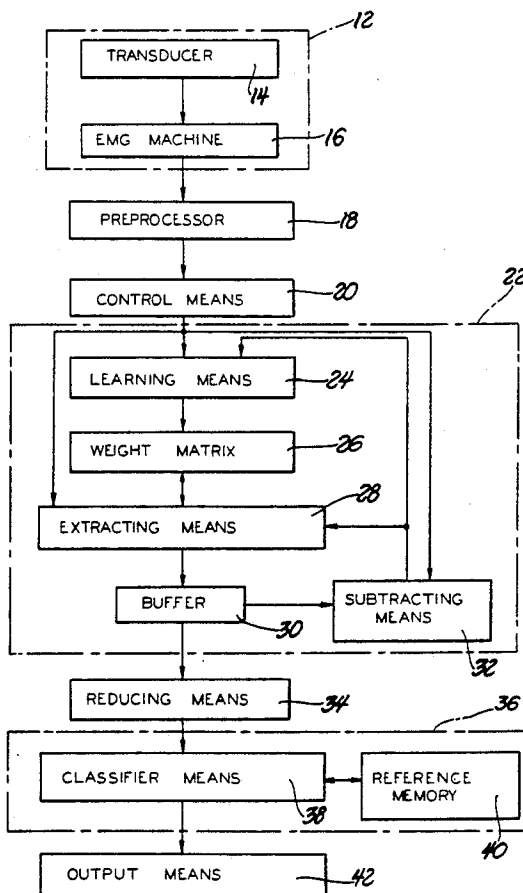 12
TRANSDUCER
14
EMG MACHINE
16
PREPROCESSOR
18
CONTROL MEANS
20
22
LEARNING MEANS
24
WEIGHT MATRIX
26
EXTRACTING MEANS
28
BUFFER
30
SUBTRACTING
MEANS
32
REDUCING MEANS
34
36
CLASSIFIER MEANS
38
REFERENCE
MEMORY
40
OUTPUT MEANS
42